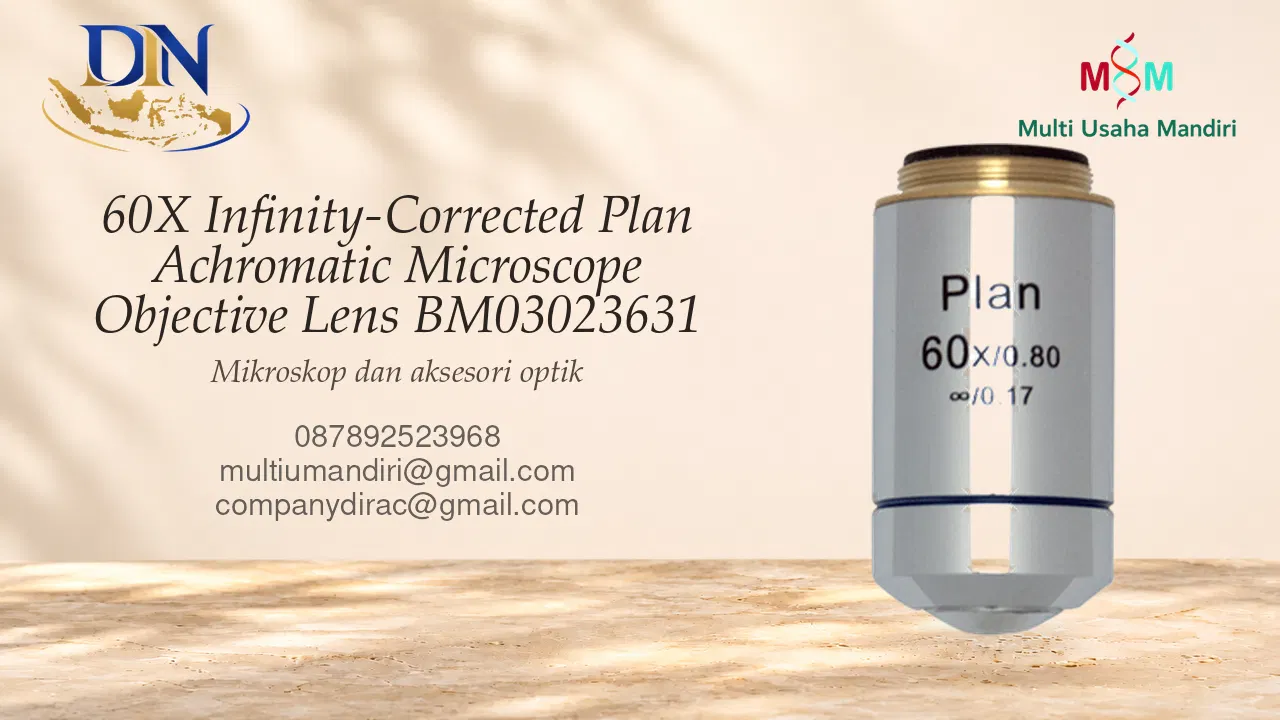 DIN
MSM
Multi Usaha Mandiri
60X Infinity-Corrected Plan
Achromatic Microscope
Objective Lens BM03023631
Mikroskop dan aksesori optik
087892523968
multiumandiri@gmail.com
companydirac@gmail.com
Plan
60X/0.80
∞/0.17